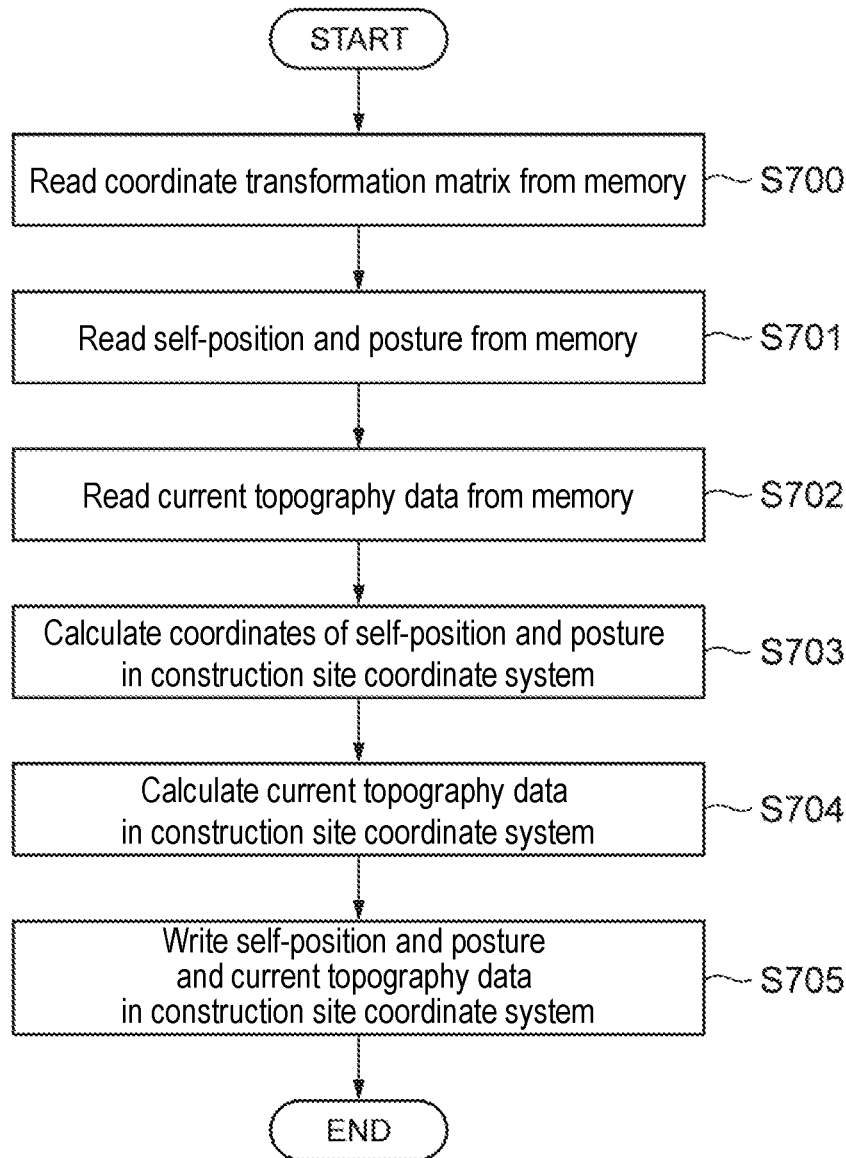 START
Read coordinate transformation matrix from memory
S700
Read self-position and posture from memory
S701
Read current topography data from memory
S702
Calculate coordinates of self-position and posture
in construction site coordinate system
S703
Calculate current topography data
in construction site coordinate system
S704
Write self-position and posture
and current topography data
in construction site coordinate system
S705
END